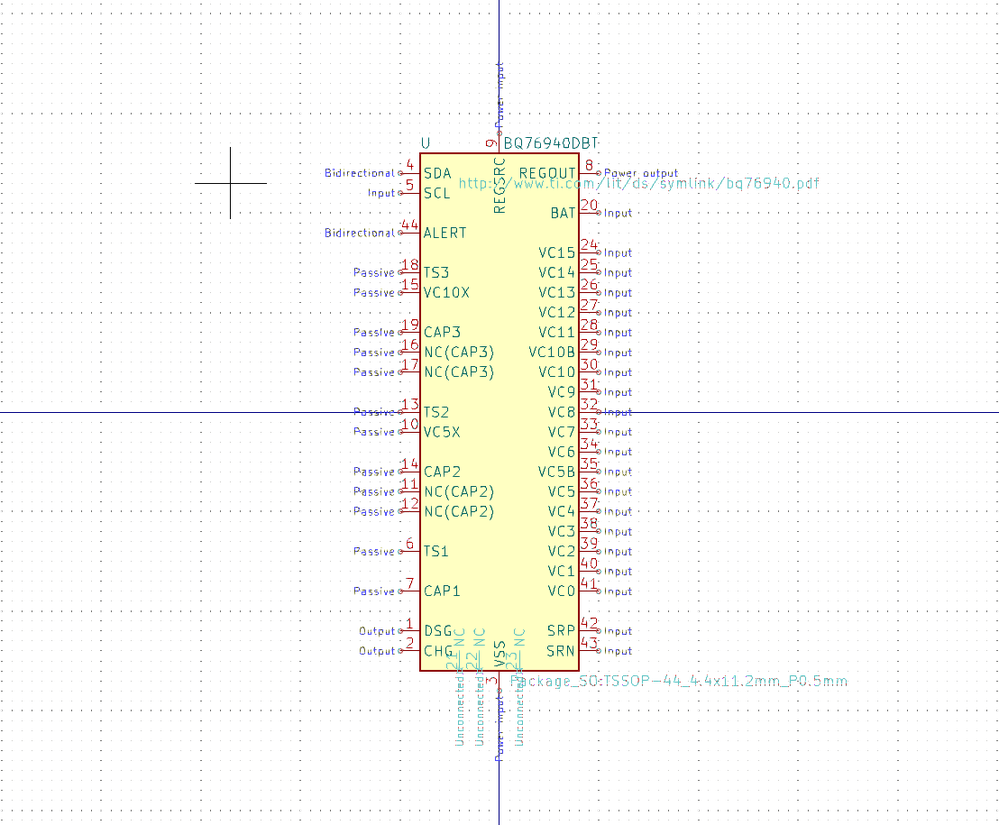 Power input
9
U BQ76940DBT
Bidirectional 4 SDA REGSRC REGOUT 8 Power output
http://www.ti.com/lit/ds/symlink/bq76940.pdf
Input 5 SCL
BAT 20 Input
Bidirectional 44 ALERT
VC15 24 Input
Passive 18 TS3 VC14 25 Input
Passive 15 VC10X VC13 26 Input
VC12 27 Input
Passive 19 CAP3 VC11 28 Input
Passive 16 NC(CAP3) VC10B 29 Input
Passive 17 NC(CAP3) VC10 30 Input
VC9 31 Input
Passive 13 TS2 VC8 32 Input
Passive 10 VC5X VC7 33 Input
VC6 34 Input
Passive 14 CAP2 VC5B 35 Input
Passive 11 NC(CAP2) VC5 36 Input
Passive 12 NC(CAP2) VC4 37 Input
VC3 38 Input
Passive 6 TS1 VC2 39 Input
VC1 40 Input
Passive 7 CAP1 VC0 41 Input
Output 1 DSG SRP 42 Input
Output 2 CHG SRN 43 Input
NC 21 Unconnected
NC 22 Unconnected
VSS 3 Power input
NC 23 Unconnected
Package_SO:TSSOP-44_4.4x11.2mm_P0.5mm